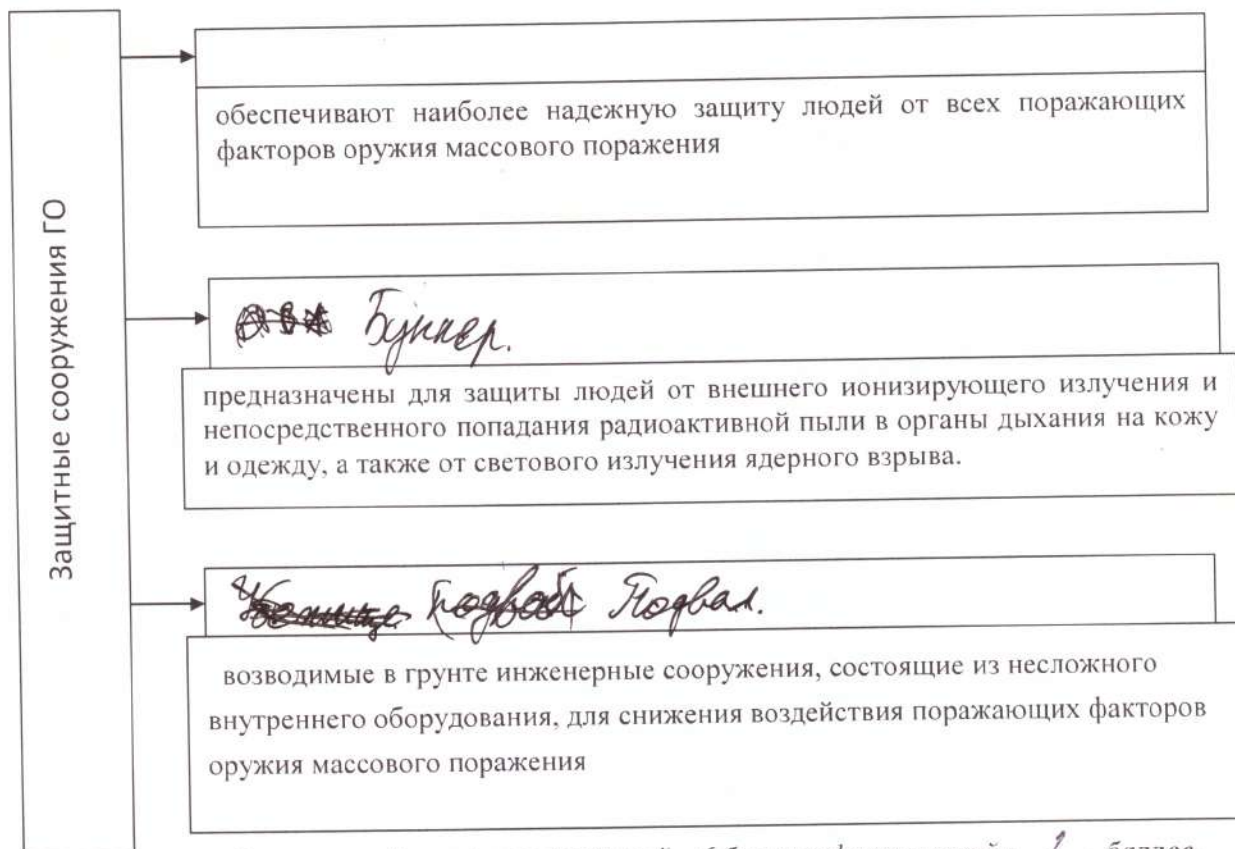 Защитные сооружения ГО
обеспечивают наиболее надежную защиту людей от всех поражающих
факторов оружия массового поражения
Бункер.
предназначены для защиты людей от внешнего ионизирующего излучения и
непосредственного попадания радиоактивной пыли в органы дыхания на кожу
и одежду, а также от светового излучения ядерного взрыва.
Убежище Подвал.
возводимые в грунте инженерные сооружения, состоящие из несложного
внутреннего оборудования, для снижения воздействия поражающих факторов
оружия массового поражения